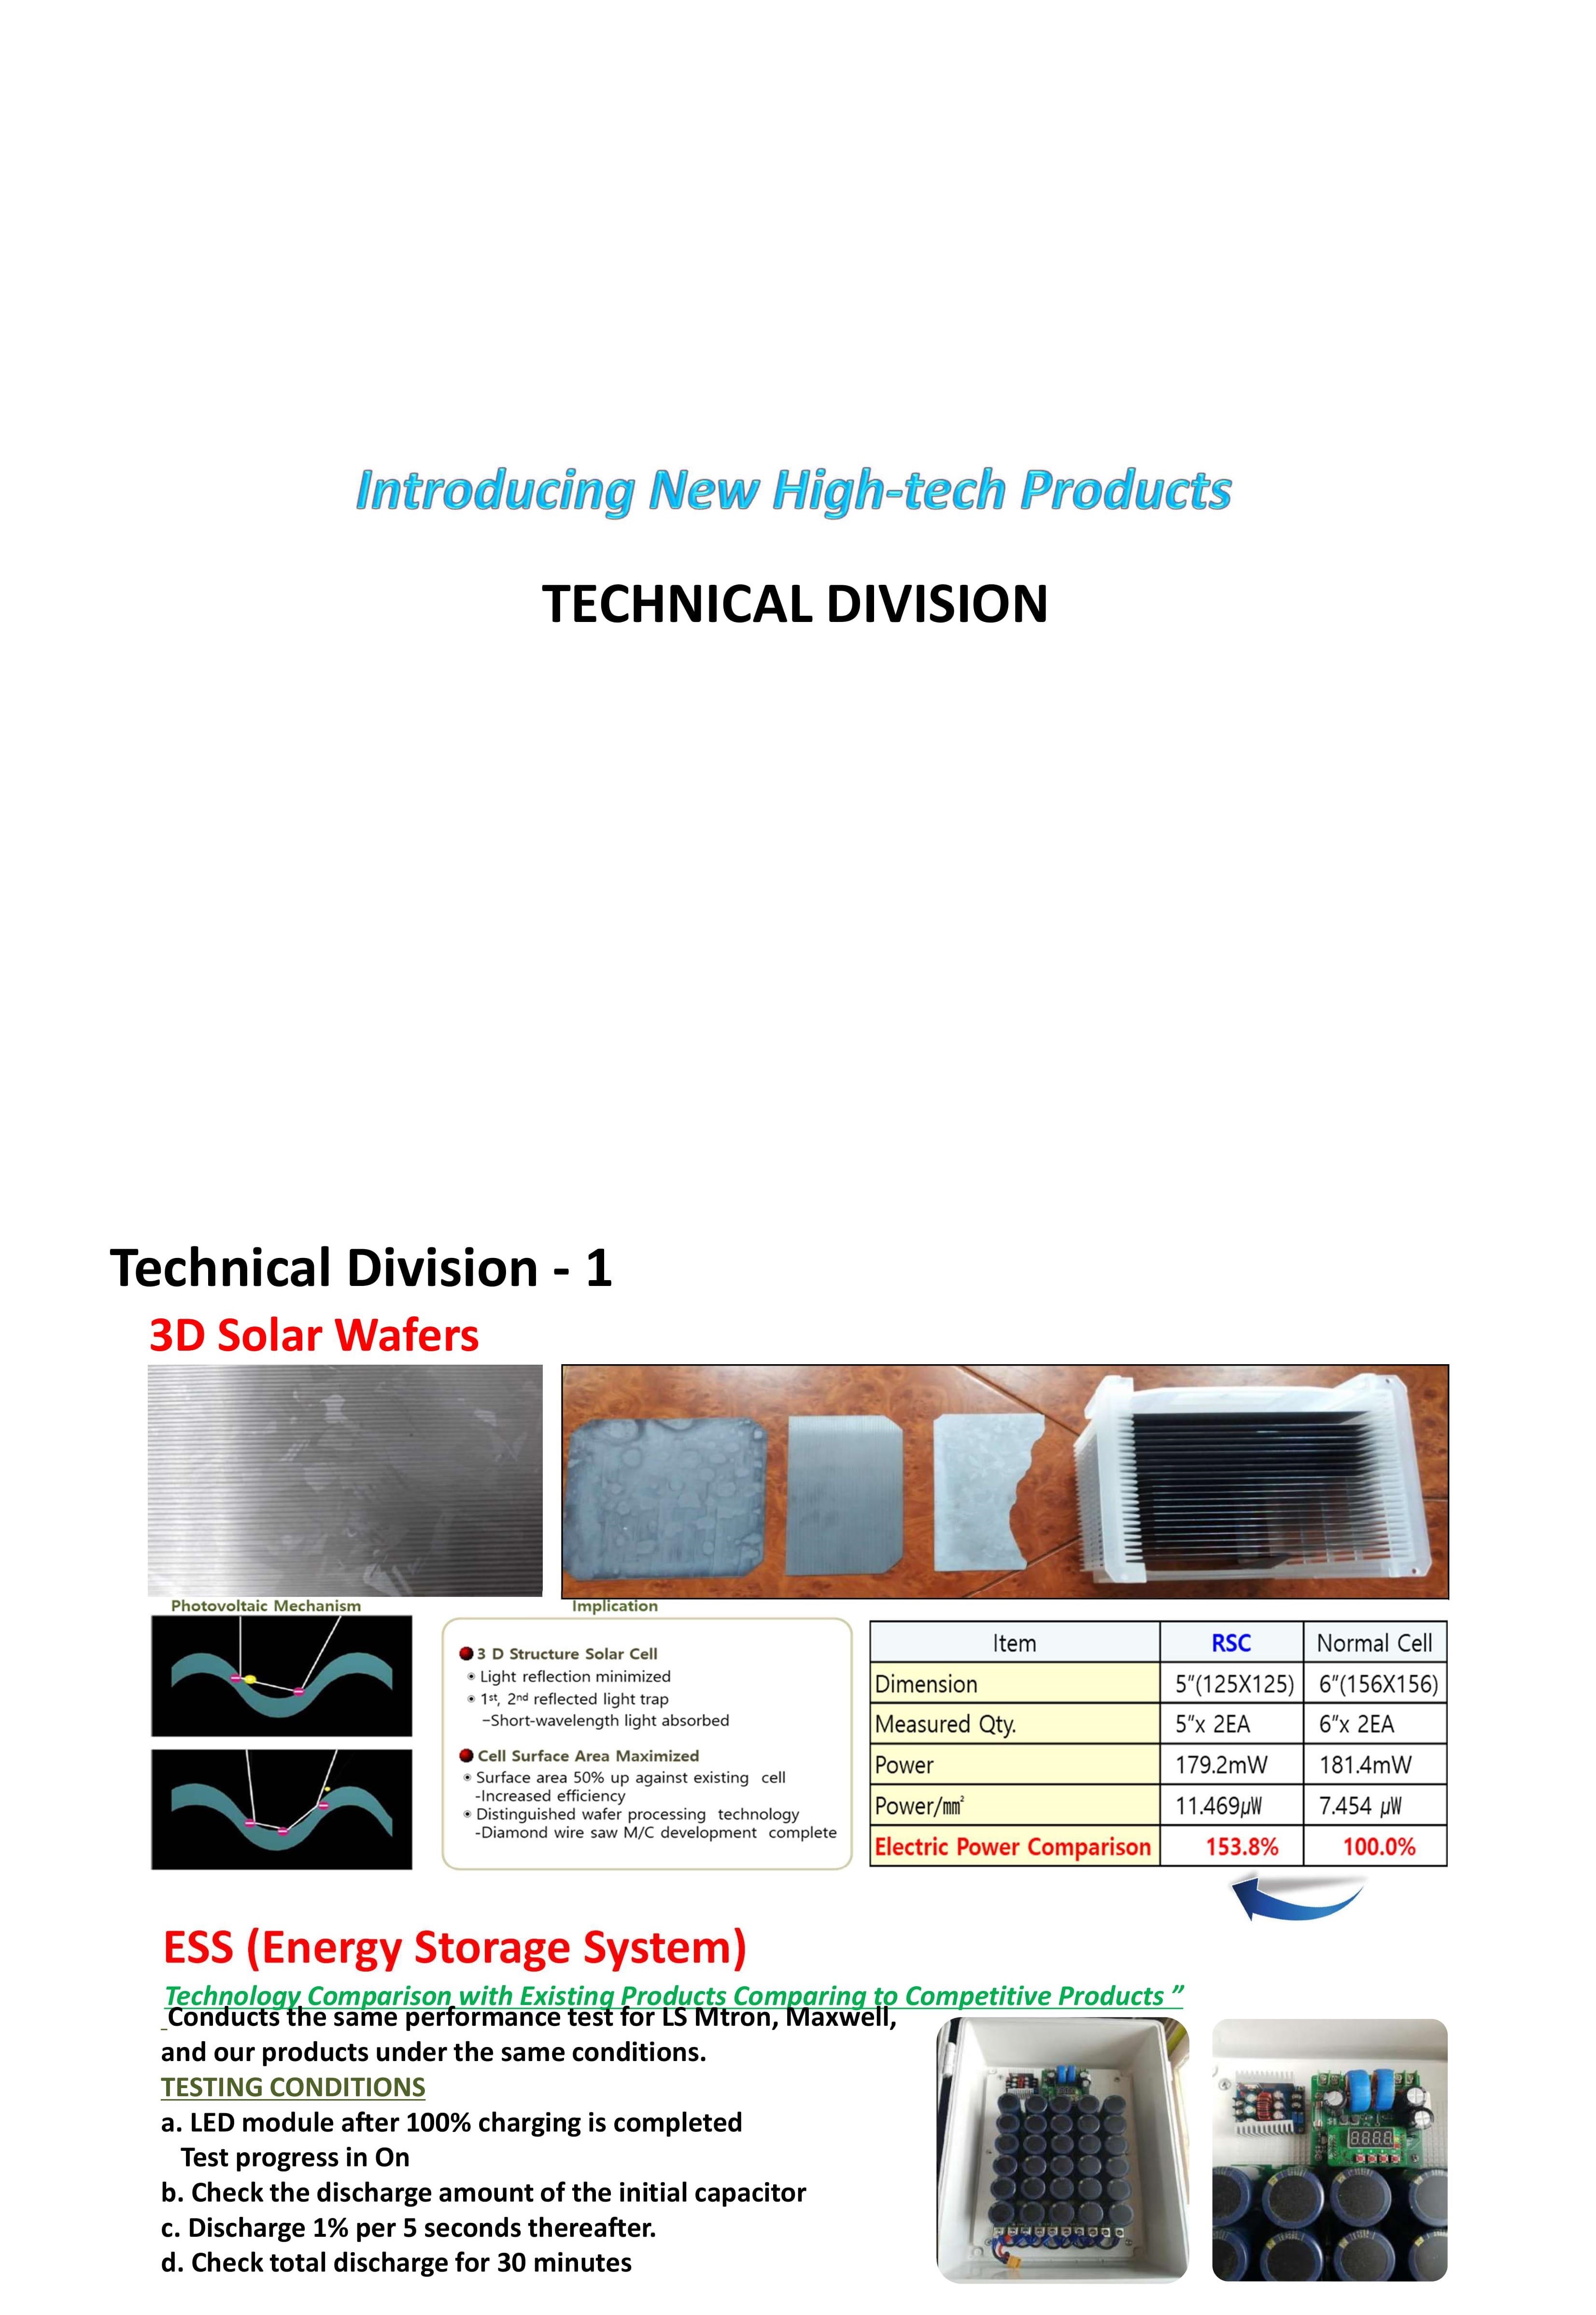 Introducing New High-tech Products
TECHNICAL DIVISION
Technical Division - 1
3D Solar Wafers
Photovoltaic Mechanism
Implication
3 D Structure Solar Cell
Light reflection minimized
1st, 2nd reflected light trap
−Short-wavelength light absorbed
Cell Surface Area Maximized
Surface area 50% up against existing cell
-Increased efficiency
Distinguished wafer processing technology
-Diamond wire saw M/C development complete
Item RSC Normal Cell
Dimension 5”(125X125) 6”(156X156)
Measured Qty. 5”x 2EA 6”x 2EA
Power 179.2mW 181.4mW
Power/㎟ 11.469㎼ 7.454 ㎼
Electric Power Comparison 153.8% 100.0%
ESS (Energy Storage System)
Technology Comparison with Existing Products Comparing to Competitive Products ”
Conducts the same performance test for LS Mtron, Maxwell,
and our products under the same conditions.
TESTING CONDITIONS
a. LED module after 100% charging is completed
Test progress in On
b. Check the discharge amount of the initial capacitor
c. Discharge 1% per 5 seconds thereafter.
d. Check total discharge for 30 minutes